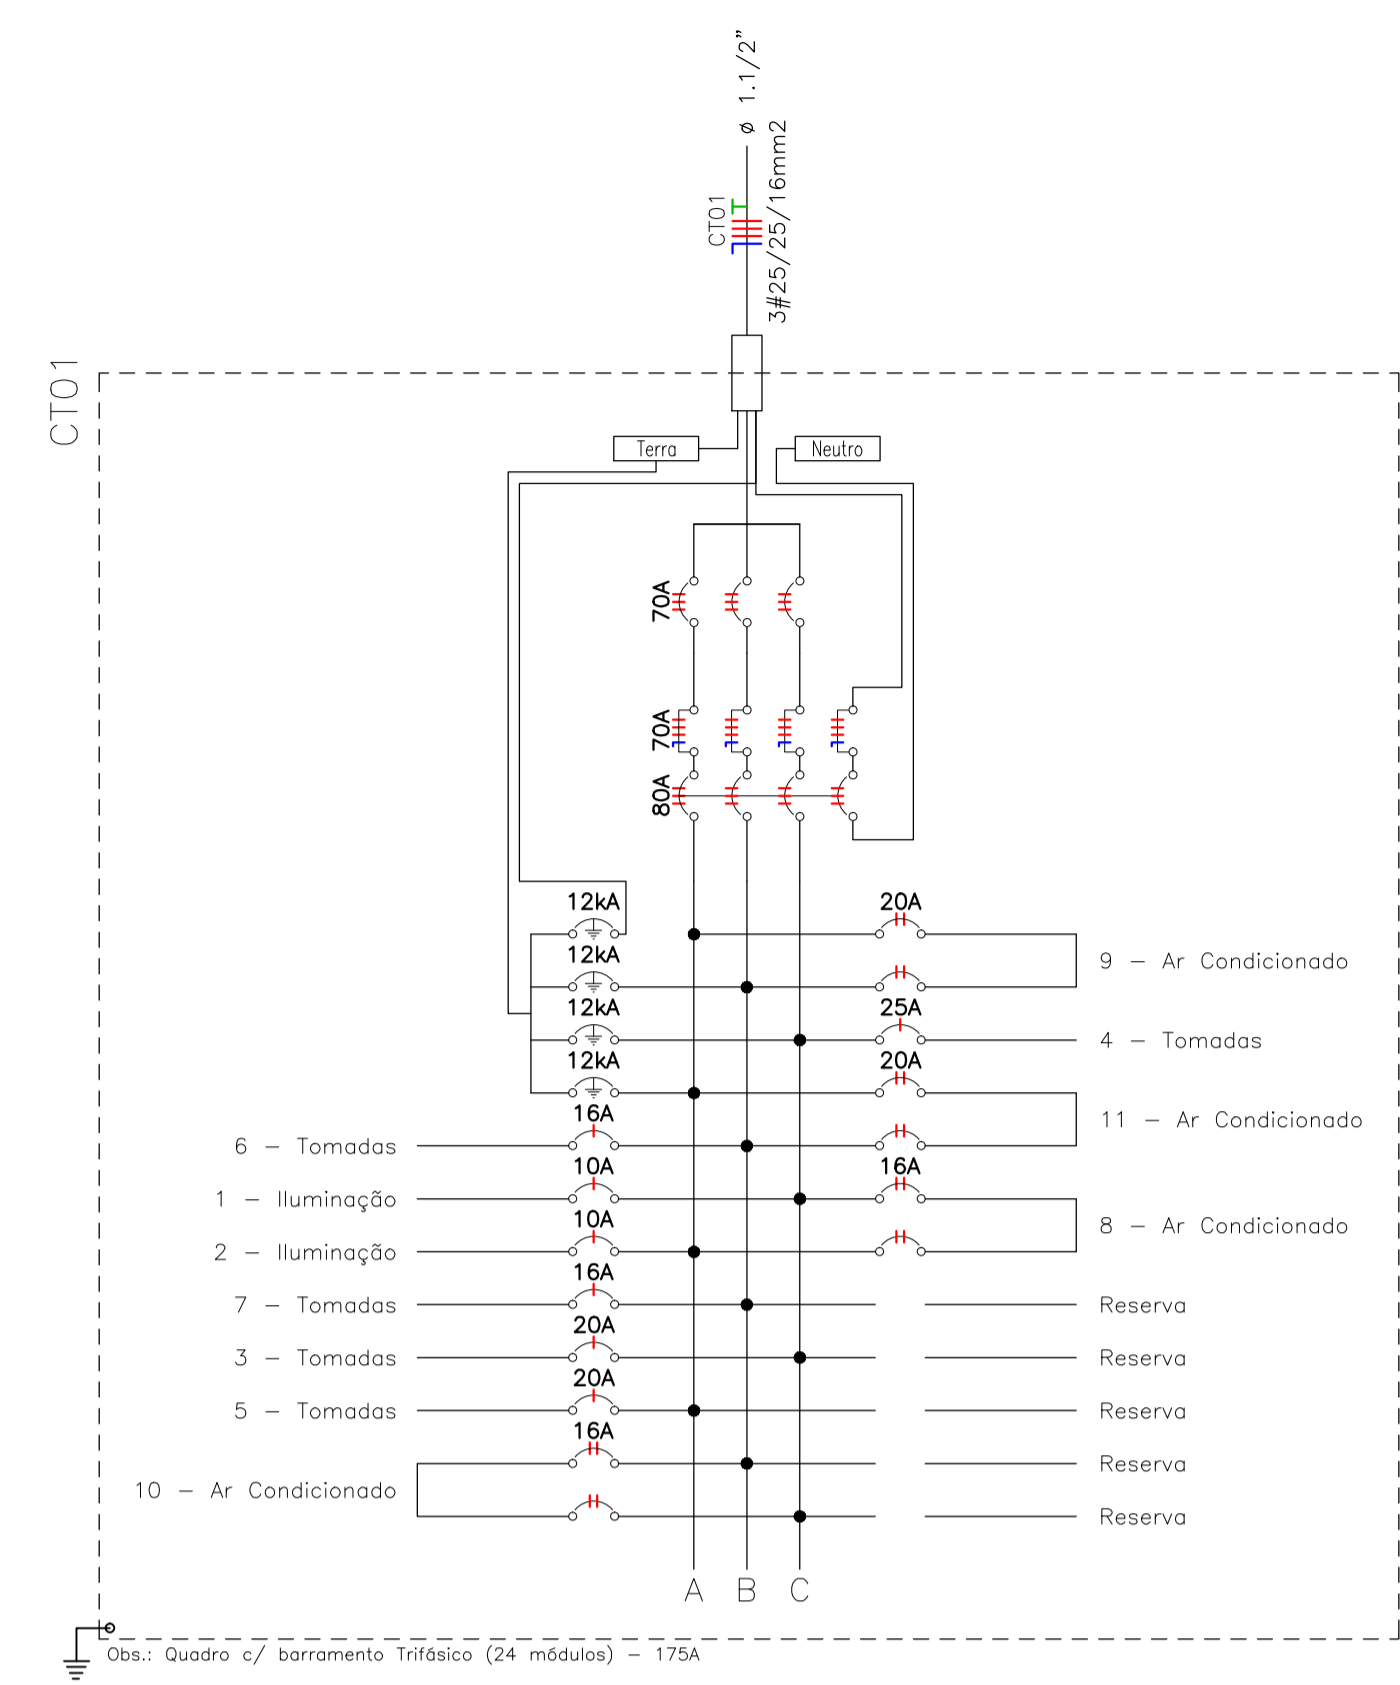 ø 1.1/2"
3#25/25/16mm2
CT01
CT01
Terra
Neutro
70A
70A
80A
12kA
20A
9 - Ar Condicionado
12kA
12kA
25A
4 - Tomadas
12kA
20A
11 - Ar Condicionado
16A
6 - Tomadas
10A
16A
1 - Iluminação
8 - Ar Condicionado
10A
2 - Iluminação
16A
7 - Tomadas
Reserva
20A
3 - Tomadas
Reserva
20A
5 - Tomadas
Reserva
16A
10 - Ar Condicionado
Reserva
Reserva
A B C
Obs.: Quadro c/ barramento Trifásico (24 módulos) - 175A